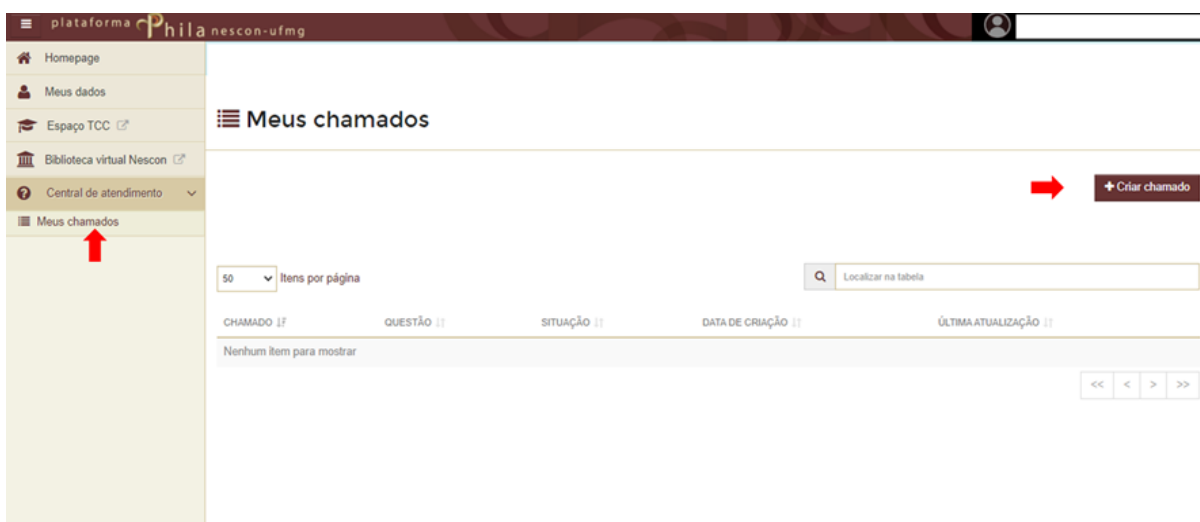 plataforma Phila nescon-ufmg
Homepage
Meus dados
Espaço TCC
Biblioteca virtual Nescon
Central de atendimento
Meus chamados
Meus chamados
+ Criar chamado
50 Itens por página
Localizar na tabela
CHAMADO QUESTÃO SITUAÇÃO DATA DE CRIAÇÃO ÚLTIMA ATUALIZAÇÃO
Nenhum item para mostrar
<< < > >>